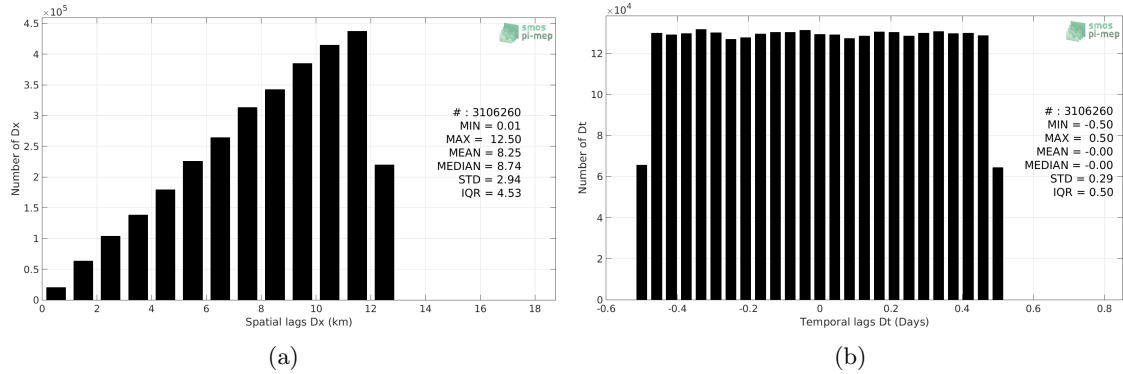 ×10^5
4.5
4
3.5
3
2.5
2
1.5
1
0.5
0
0 2 4 6 8 10 12 14 16 18
Number of Dx
Spatial lags Dx (km)
smos
pi-mep
# : 3106260
MIN = 0.01
MAX = 12.50
MEAN = 8.25
MEDIAN = 8.74
STD = 2.94
IQR = 4.53
(a)
×10^4
12
10
8
6
4
2
0
-0.6 -0.4 -0.2 0 0.2 0.4 0.6 0.8
Number of Dt
Temporal lags Dt (Days)
smos
pi-mep
# : 3106260
MIN = -0.50
MAX = 0.50
MEAN = -0.00
MEDIAN = -0.00
STD = 0.29
IQR = 0.50
(b)